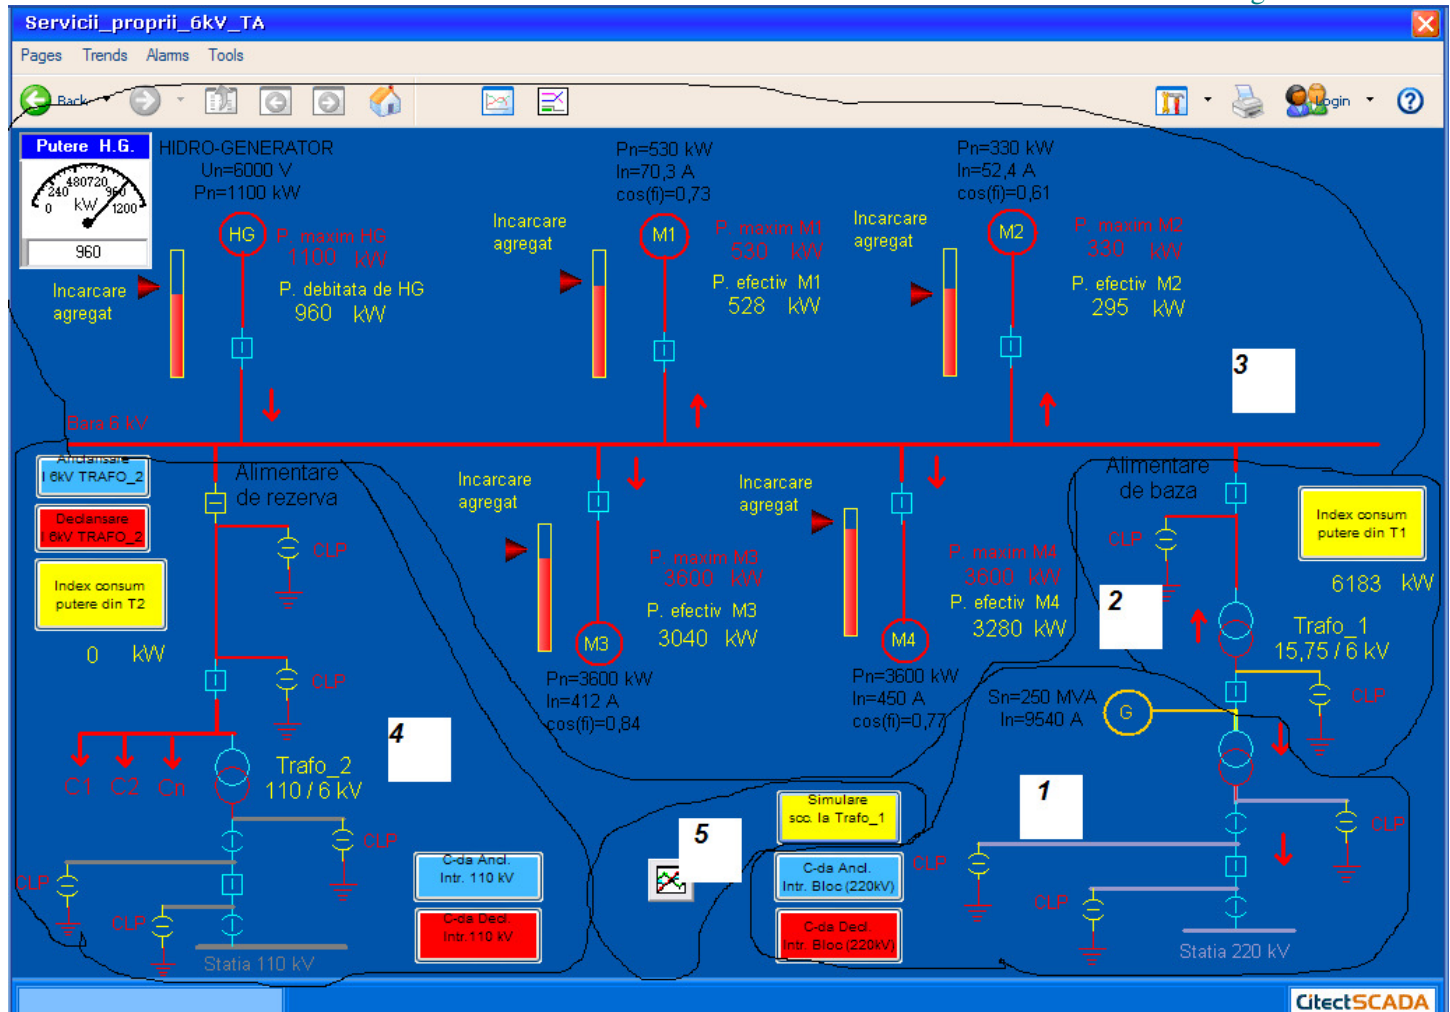 Servicii_proprii_6kV_TA
Pages Trends Alarms Tools
Back
Login
Putere H.G.
240 480 720 960
0 kW 1200
960
HIDRO-GENERATOR
Un=6000 V
Pn=1100 kW
HG
P. maxim HG
1100 kW
P. debitata de HG
960 kW
Incarcare
agregat
Pn=530 kW
In=70,3 A
cos(fi)=0,73
Incarcare
agregat
M1
P. maxim M1
530 kW
P. efectiv M1
528 kW
Pn=330 kW
In=52,4 A
cos(fi)=0,61
Incarcare
agregat
M2
P. maxim M2
330 kW
P. efectiv M2
295 kW
I
I
I
3
Bara 6 kV
Anclansare
I 6kV TRAFO_2
Declansare
I 6kV TRAFO_2
Index consum
putere din T2
0 kW
Alimentare
de rezerva
CLP
CLP
I
C1 C2 Cn
Trafo_2
110 / 6 kV
4
CLP
CLP
CLP
I
Statia 110 kV
C-da Ancl.
Intr. 110 kV
C-da Decl.
Intr.110 kV
Incarcare
agregat
I
P. maxim M3
3600 kW
P. efectiv M3
3040 kW
M3
Pn=3600 kW
In=412 A
cos(fi)=0,84
Incarcare
agregat
I
P. maxim M4
3600 kW
P. efectiv M4
3280 kW
M4
Pn=3600 kW
In=450 A
cos(fi)=0,77
Alimentare
de baza
I
CLP
Index consum
putere din T1
6183 kW
2
Trafo_1
15,75 / 6 kV
I
CLP
Sn=250 MVA
In=9540 A
G
1
CLP
CLP
CLP
I
Statia 220 kV
5
Simulare
scc. la Trafo_1
C-da Ancl.
Intr. Bloc (220kV)
C-da Decl.
Intr. Bloc (220kV)
CitectSCADA